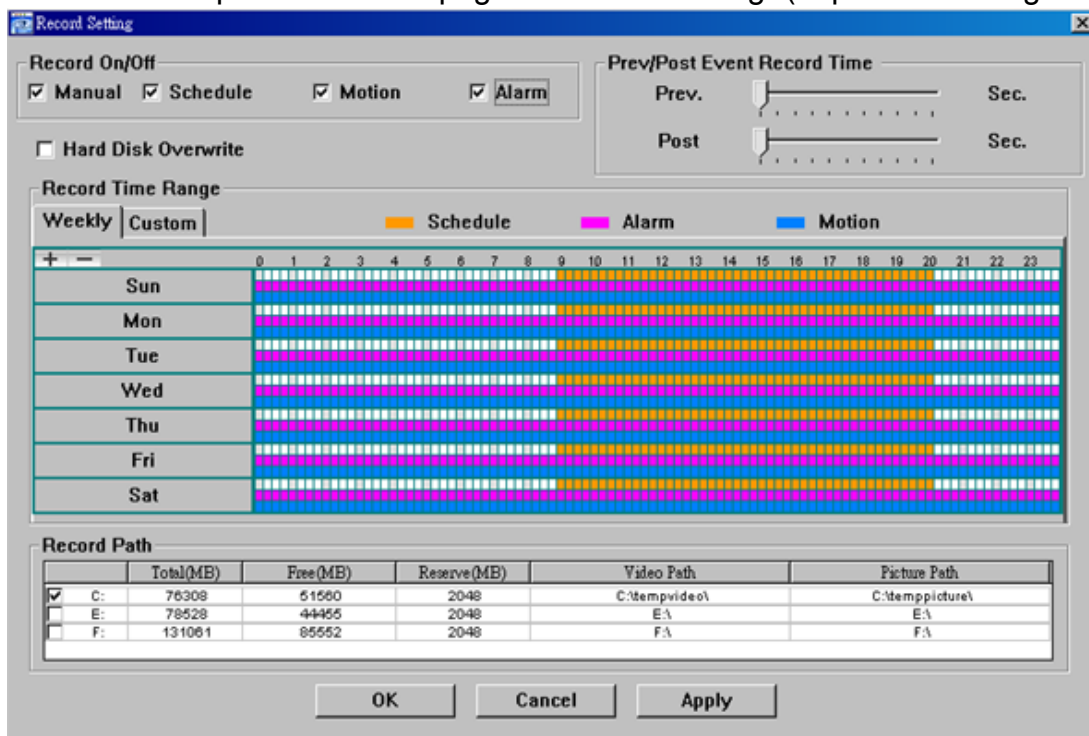 Record Setting
Record On/Off
Manual Schedule Motion Alarm
Prev/Post Event Record Time
Prev. Sec.
Post Sec.
Hard Disk Overwrite
Record Time Range
Weekly Custom Schedule Alarm Motion
+ − 0 1 2 3 4 5 6 7 8 9 10 11 12 13 14 15 16 17 18 19 20 21 22 23
Sun
Mon
Tue
Wed
Thu
Fri
Sat
Record Path
Total(MB) Free(MB) Reserve(MB) Video Path Picture Path
C: 76308 51560 2048 C:\tempvideo\ C:\temppicture\
E: 78528 44455 2048 E:\ E:\
F: 131061 85552 2048 F:\ F:\
OK Cancel Apply